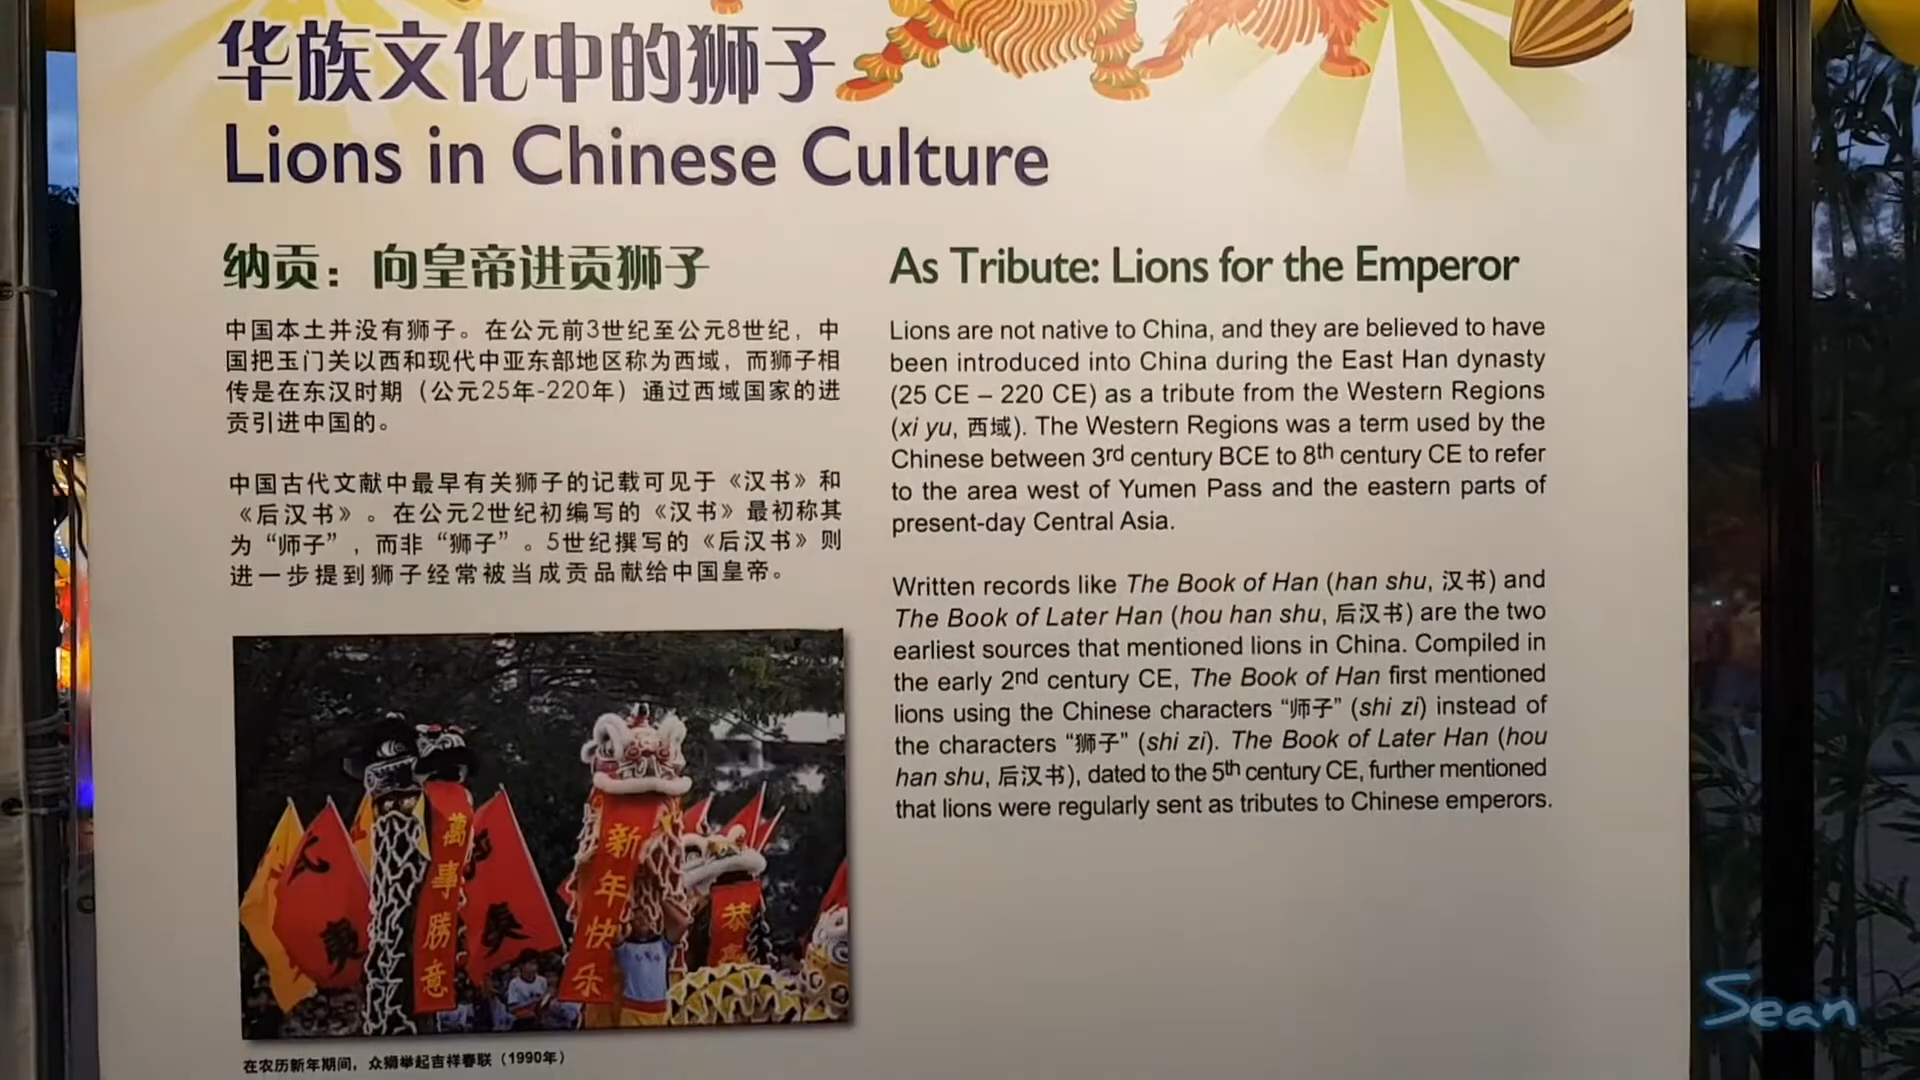 华族文化中的狮子
Lions in Chinese Culture
纳贡：向皇帝进贡狮子
中国本土并没有狮子。在公元前3世纪至公元8世纪，中
国把玉门关以西和现代中亚东部地区称为西域，而狮子相
传是在东汉时期（公元25年-220年）通过西域国家的进
贡引进中国的。
中国古代文献中最早有关狮子的记载可见于《汉书》和
《后汉书》。在公元2世纪初编写的《汉书》最初称其
为“师子”，而非“狮子”。5世纪撰写的《后汉书》则
进一步提到狮子经常被当成贡品献给中国皇帝。
As Tribute: Lions for the Emperor
Lions are not native to China, and they are believed to have
been introduced into China during the East Han dynasty
(25 CE – 220 CE) as a tribute from the Western Regions
(xi yu, 西域). The Western Regions was a term used by the
Chinese between 3rd century BCE to 8th century CE to refer
to the area west of Yumen Pass and the eastern parts of
present-day Central Asia.
Written records like The Book of Han (han shu, 汉书) and
The Book of Later Han (hou han shu, 后汉书) are the two
earliest sources that mentioned lions in China. Compiled in
the early 2nd century CE, The Book of Han first mentioned
lions using the Chinese characters “师子” (shi zi) instead of
the characters “狮子” (shi zi). The Book of Later Han (hou
han shu, 后汉书), dated to the 5th century CE, further mentioned
that lions were regularly sent as tributes to Chinese emperors.
萬事勝意
新年快乐
恭
在农历新年期间，众狮举起吉祥春联（1990年）
Sean